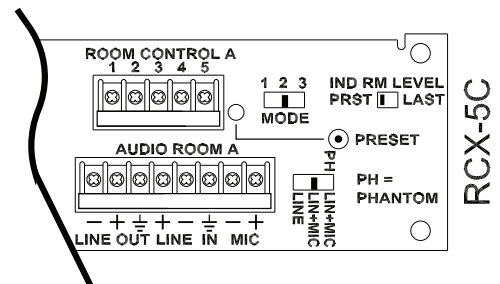 ROOM CONTROL A
1 2 3 4 5
1 2 3
MODE
IND RM LEVEL
PRST LAST
PRESET
AUDIO ROOM A
− + ⏚ + − ⏚ − +
LINE OUT LINE IN MIC
LINE
LIN+MIC
LIN+MIC PH
PH =
PHANTOM
RCX-5C